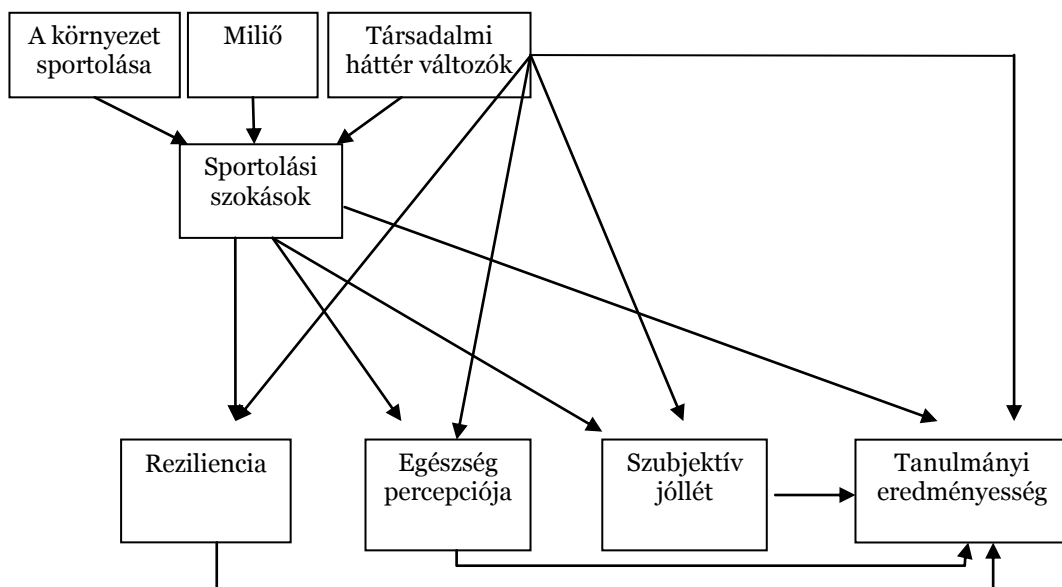 A környezet
sportolása
Miliő
Társadalmi
háttér változók
Sportolási
szokások
Reziliencia
Egészség
percepciója
Szubjektív
jóllét
Tanulmányi
eredményesség